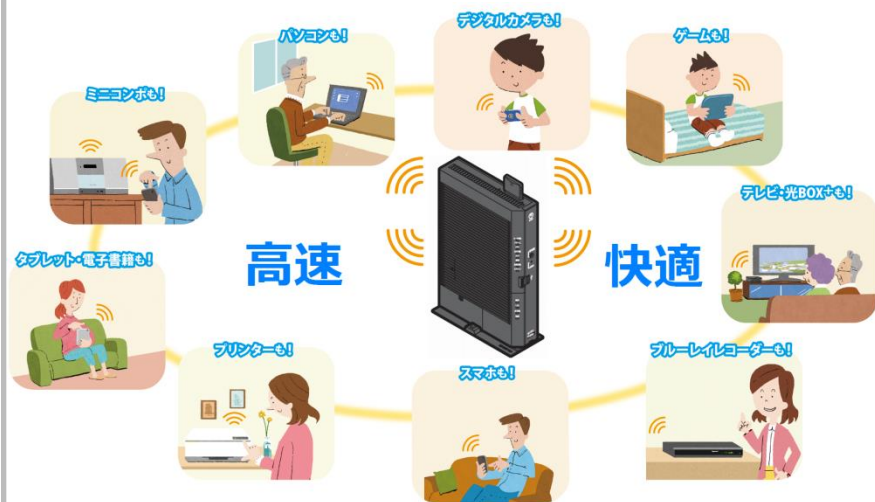 デジタルカメラも!
パソコンも!
ゲームも!
ミニコンポも!
テレビ・光BOX+も!
高速
快適
タブレット・電子書籍も!
プリンターも!
ブルーレイレコーダーも!
スマホも!